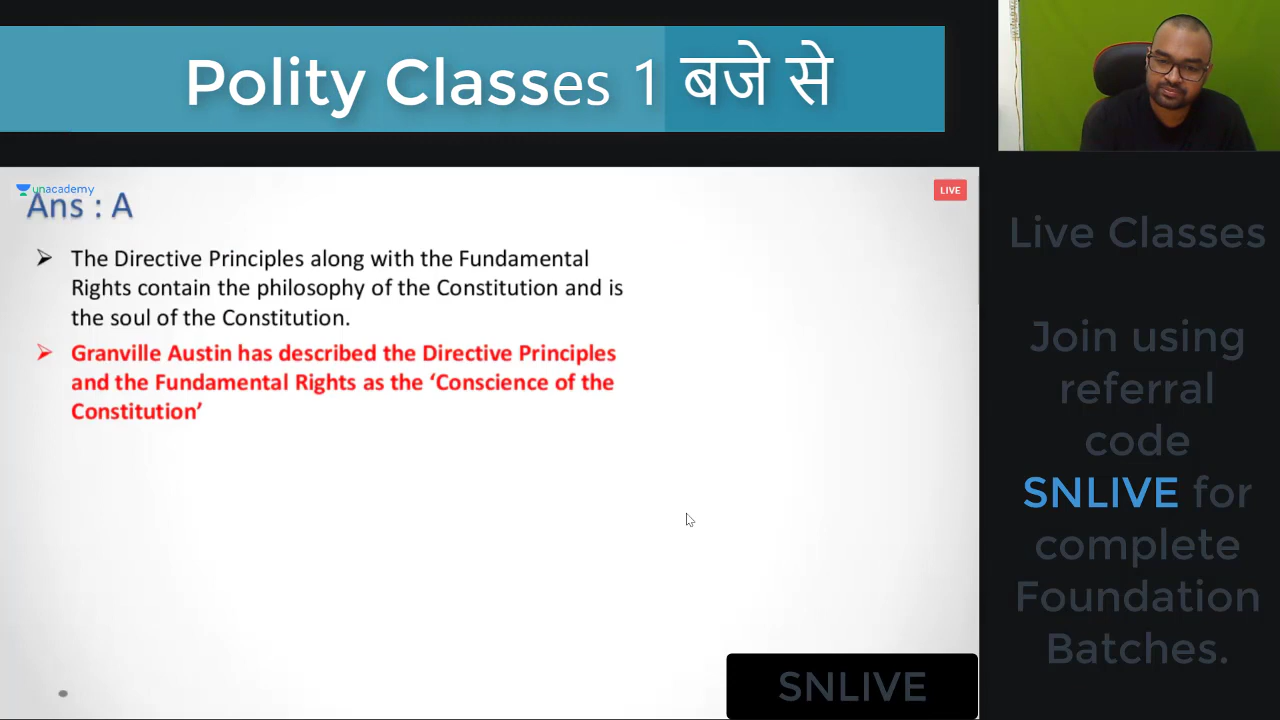 Polity Classes 1 बजे से
unacademy
LIVE
Ans : A
➢ The Directive Principles along with the Fundamental
Rights contain the philosophy of the Constitution and is
the soul of the Constitution.
➢ Granville Austin has described the Directive Principles
and the Fundamental Rights as the ‘Conscience of the
Constitution’
Live Classes
Join using
referral
code
SNLIVE for
complete
Foundation
Batches.
SNLIVE